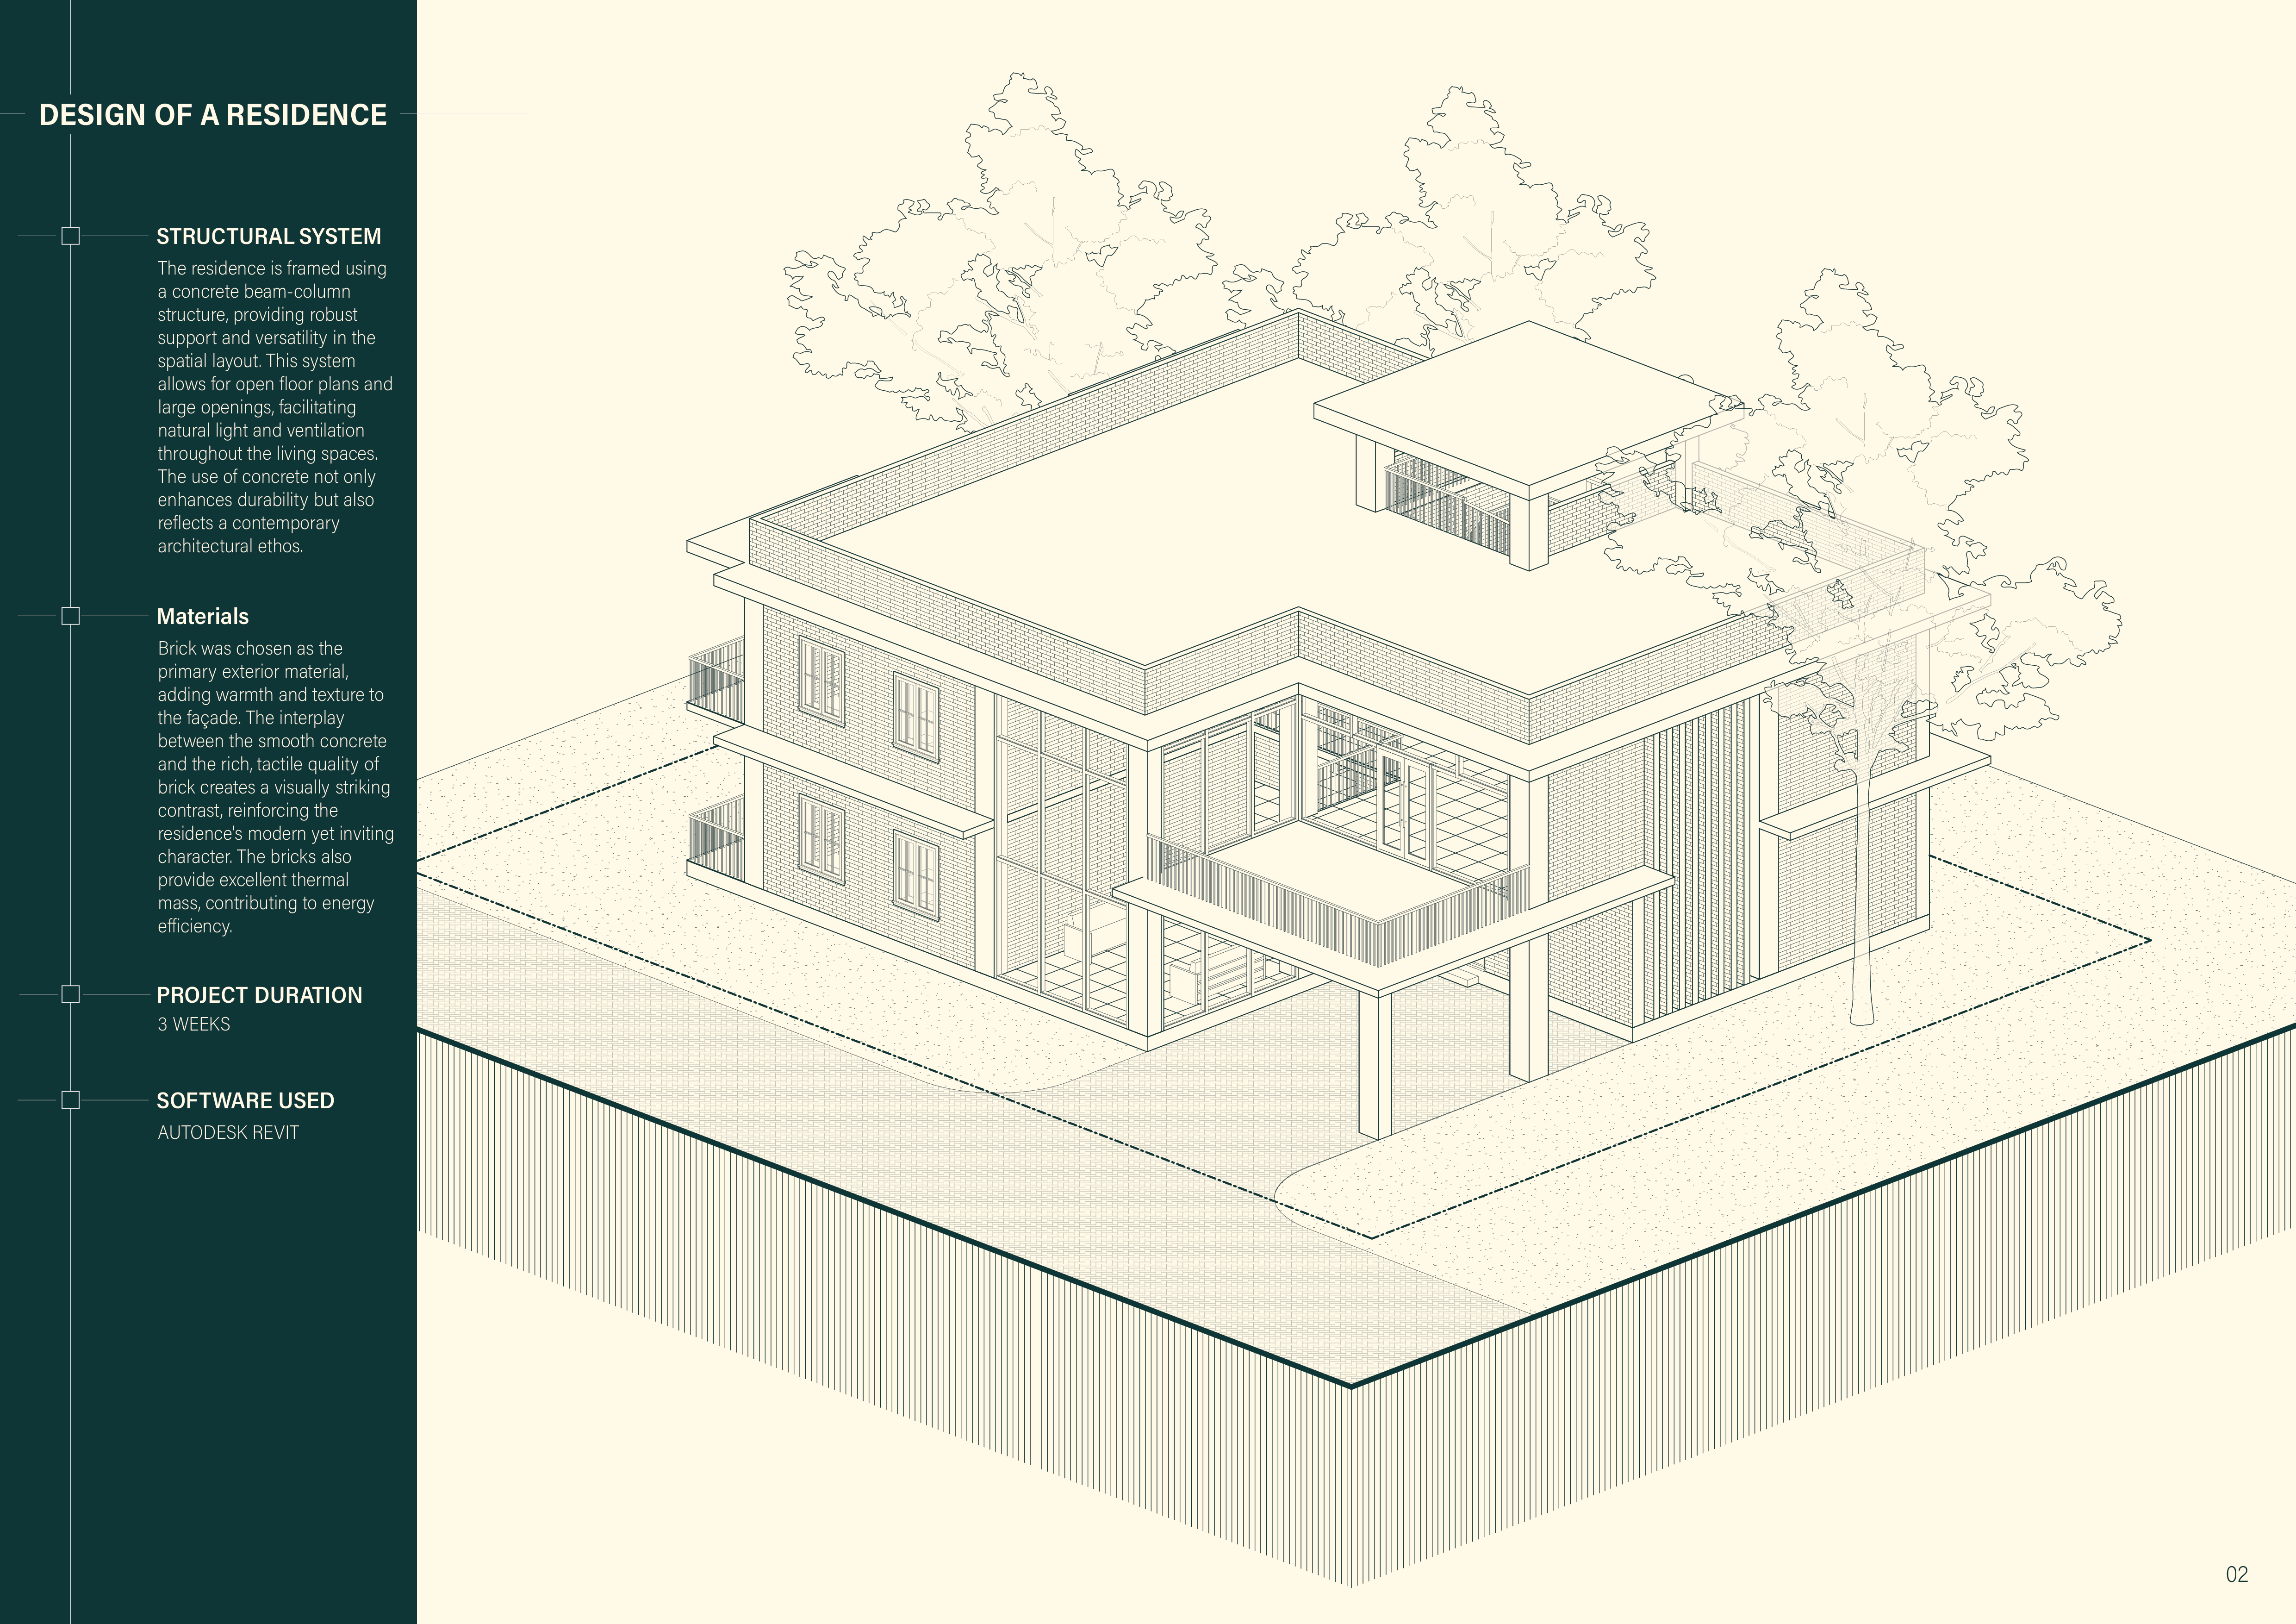 DESIGN OF A RESIDENCE
STRUCTURAL SYSTEM
The residence is framed using
a concrete beam-column
structure, providing robust
support and versatility in the
spatial layout. This system
allows for open floor plans and
large openings, facilitating
natural light and ventilation
throughout the living spaces.
The use of concrete not only
enhances durability but also
reflects a contemporary
architectural ethos.
Materials
Brick was chosen as the
primary exterior material,
adding warmth and texture to
the façade. The interplay
between the smooth concrete
and the rich, tactile quality of
brick creates a visually striking
contrast, reinforcing the
residence's modern yet inviting
character. The bricks also
provide excellent thermal
mass, contributing to energy
efficiency.
PROJECT DURATION
3 WEEKS
SOFTWARE USED
AUTODESK REVIT
02